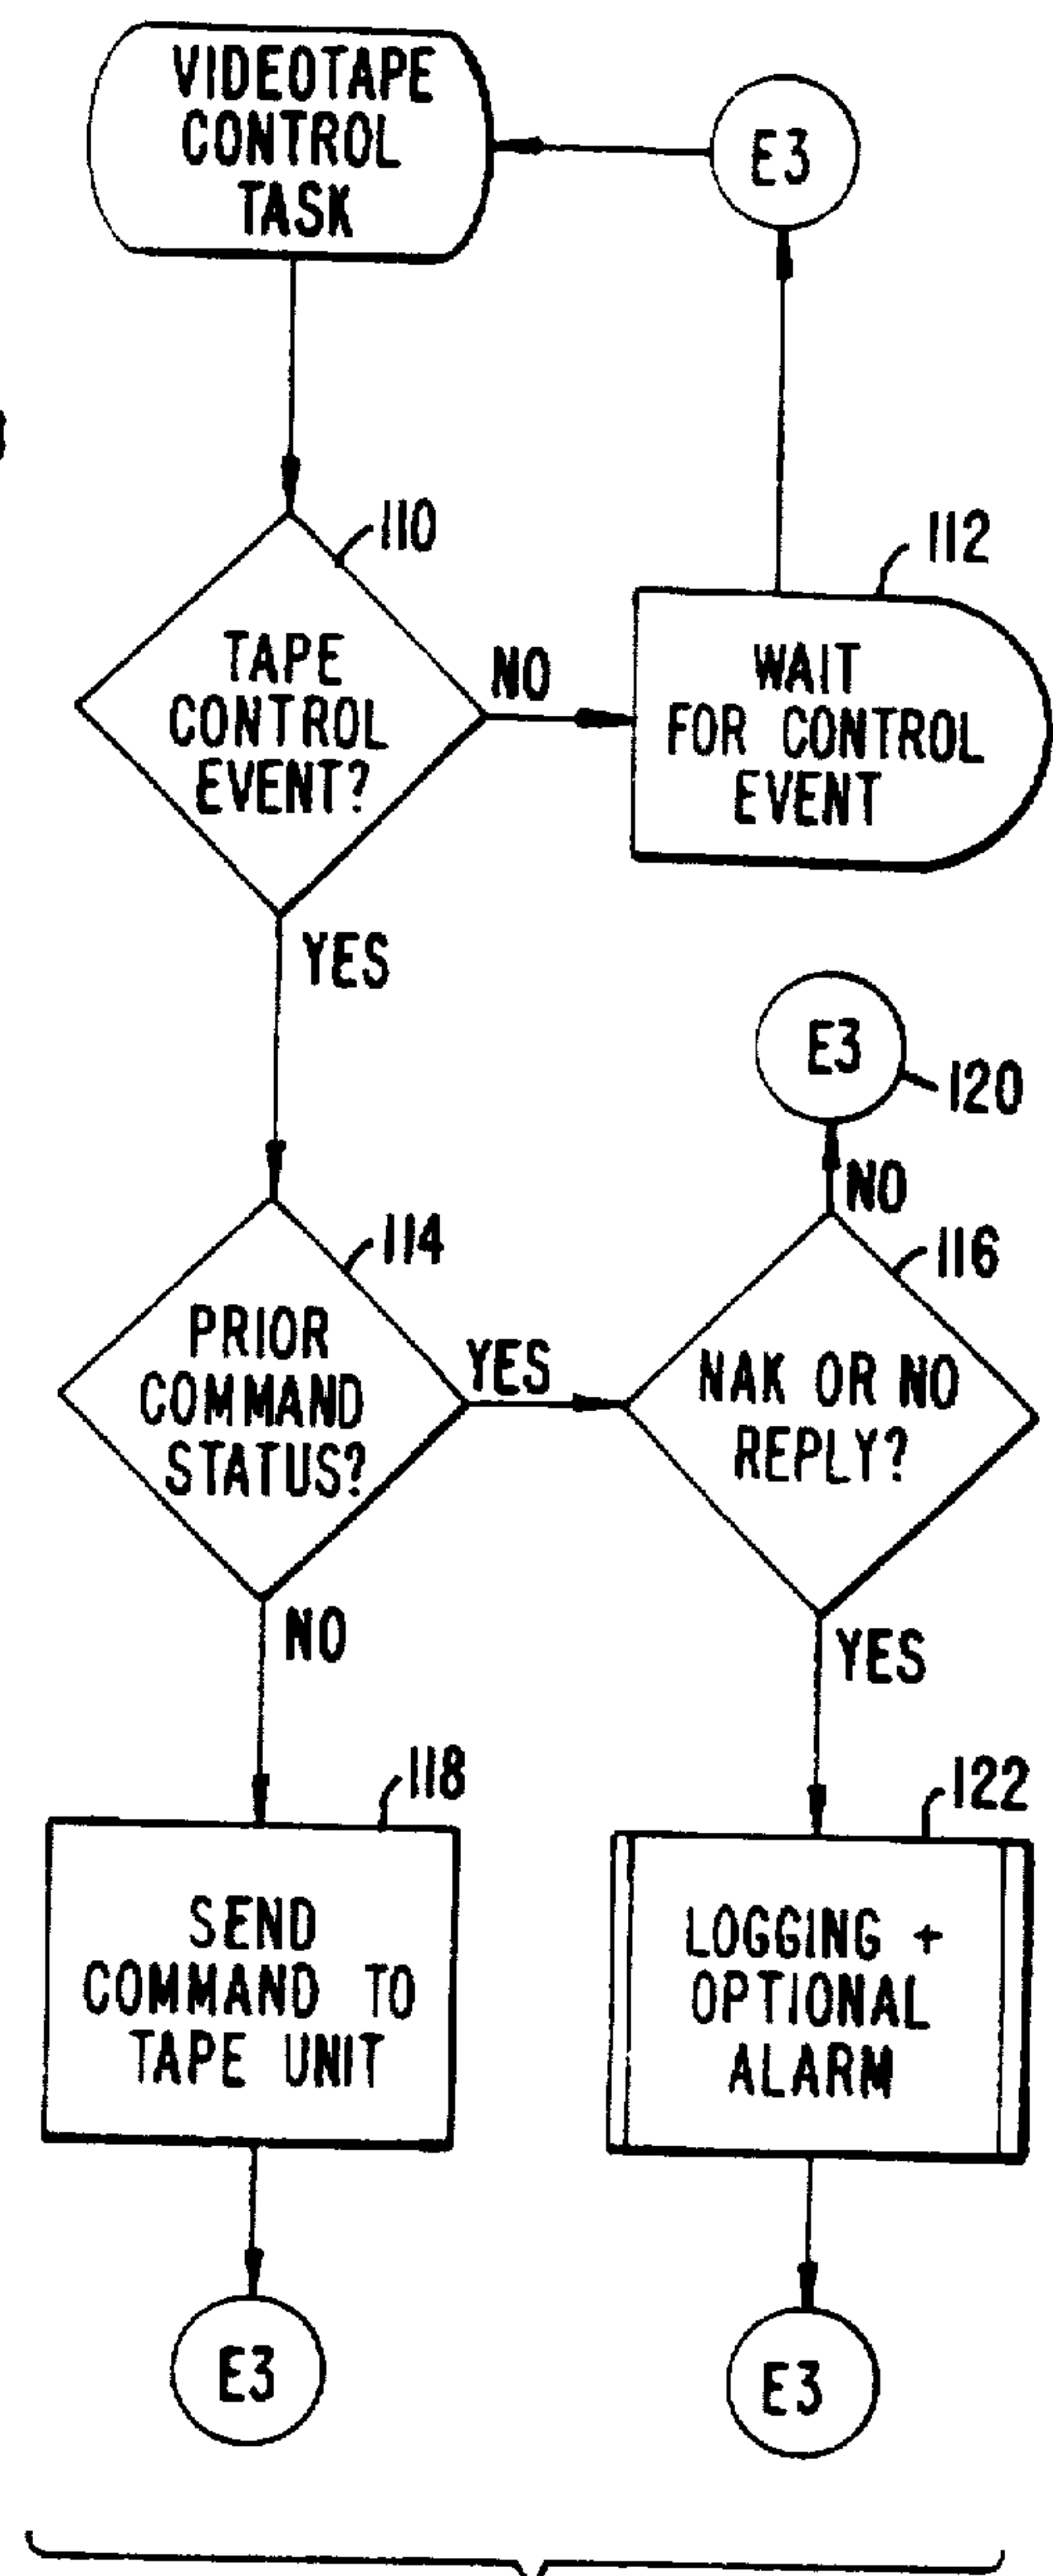 VIDEOTAPE
CONTROL
TASK
E3
110
TAPE
CONTROL
EVENT?
NO
112
WAIT
FOR CONTROL
EVENT
YES
E3
120
NO
114
PRIOR
COMMAND
STATUS?
YES
116
NAK OR NO
REPLY?
NO
YES
118
SEND
COMMAND TO
TAPE UNIT
122
LOGGING +
OPTIONAL
ALARM
E3
E3